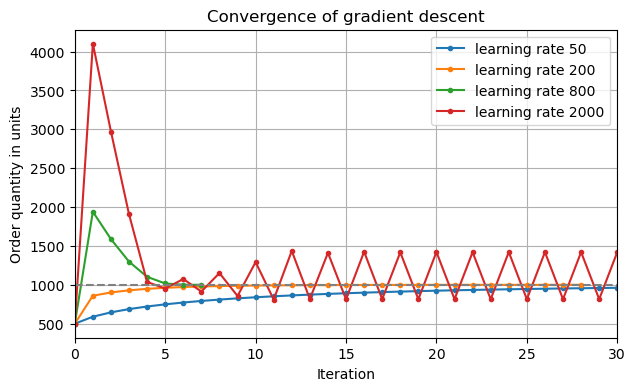 Convergence of gradient descent
Order quantity in units
4000
3500
3000
2500
2000
1500
1000
500
learning rate 50
learning rate 200
learning rate 800
learning rate 2000
0 5 10 15 20 25 30
Iteration